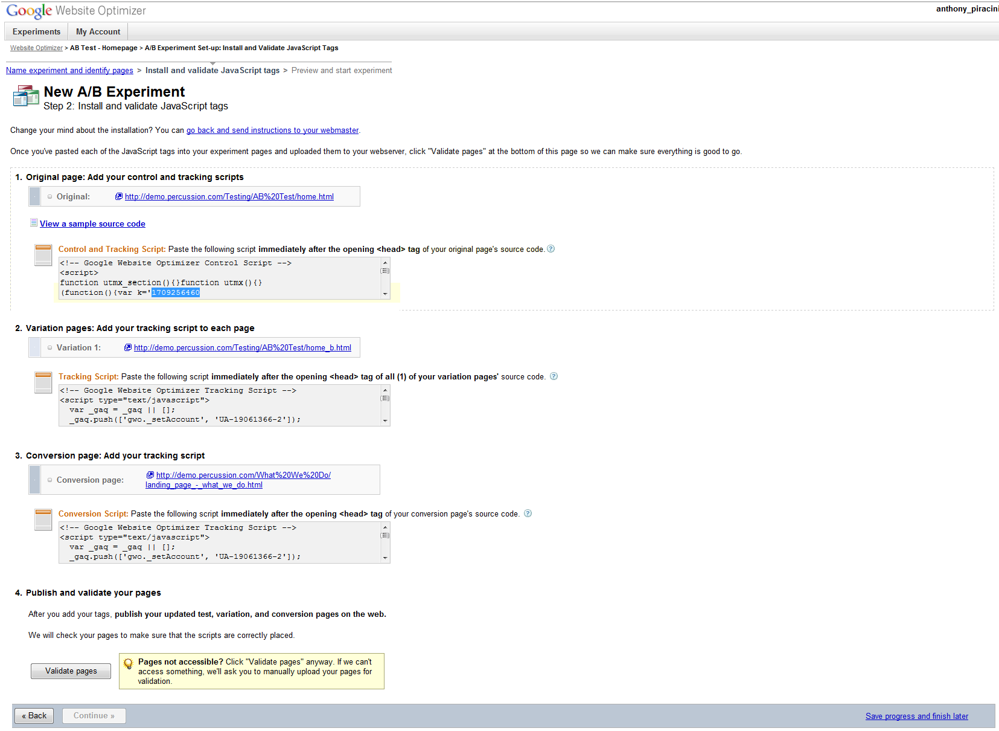 Google Website Optimizer
anthony_piracini
Experiments My Account
Website Optimizer > AB Test - Homepage > A/B Experiment Set-up: Install and Validate JavaScript Tags
Name experiment and identify pages > Install and validate JavaScript tags > Preview and start experiment
New A/B Experiment
Step 2: Install and validate JavaScript tags
Change your mind about the installation? You can go back and send instructions to your webmaster.
Once you've pasted each of the JavaScript tags into your experiment pages and uploaded them to your webserver, click "Validate pages" at the bottom of this page so we can make sure everything is good to go.
1. Original page: Add your control and tracking scripts
Original: http://demo.percussion.com/Testing/AB%20Test/home.html
View a sample source code
Control and Tracking Script: Paste the following script immediately after the opening <head> tag of your original page's source code. ?
<!-- Google Website Optimizer Control Script -->
<script>
function utmx_section(){}function utmx(){}
(function(){var k='1709256460
2. Variation pages: Add your tracking script to each page
Variation 1: http://demo.percussion.com/Testing/AB%20Test/home_b.html
Tracking Script: Paste the following script immediately after the opening <head> tag of all (1) of your variation pages' source code. ?
<!-- Google Website Optimizer Tracking Script -->
<script type="text/javascript">
var _gaq = _gaq || [];
_gaq.push(['gwo._setAccount', 'UA-19061366-2']);
3. Conversion page: Add your tracking script
Conversion page: http://demo.percussion.com/What%20We%20Do/
landing_page_-_what_we_do.html
Conversion Script: Paste the following script immediately after the opening <head> tag of your conversion page's source code. ?
<!-- Google Website Optimizer Tracking Script -->
<script type="text/javascript">
var _gaq = _gaq || [];
_gaq.push(['gwo._setAccount', 'UA-19061366-2']);
4. Publish and validate your pages
After you add your tags, publish your updated test, variation, and conversion pages on the web.
We will check your pages to make sure that the scripts are correctly placed.
Validate pages
Pages not accessible? Click "Validate pages" anyway. If we can't
access something, we'll ask you to manually upload your pages for
validation.
« Back Continue » Save progress and finish later